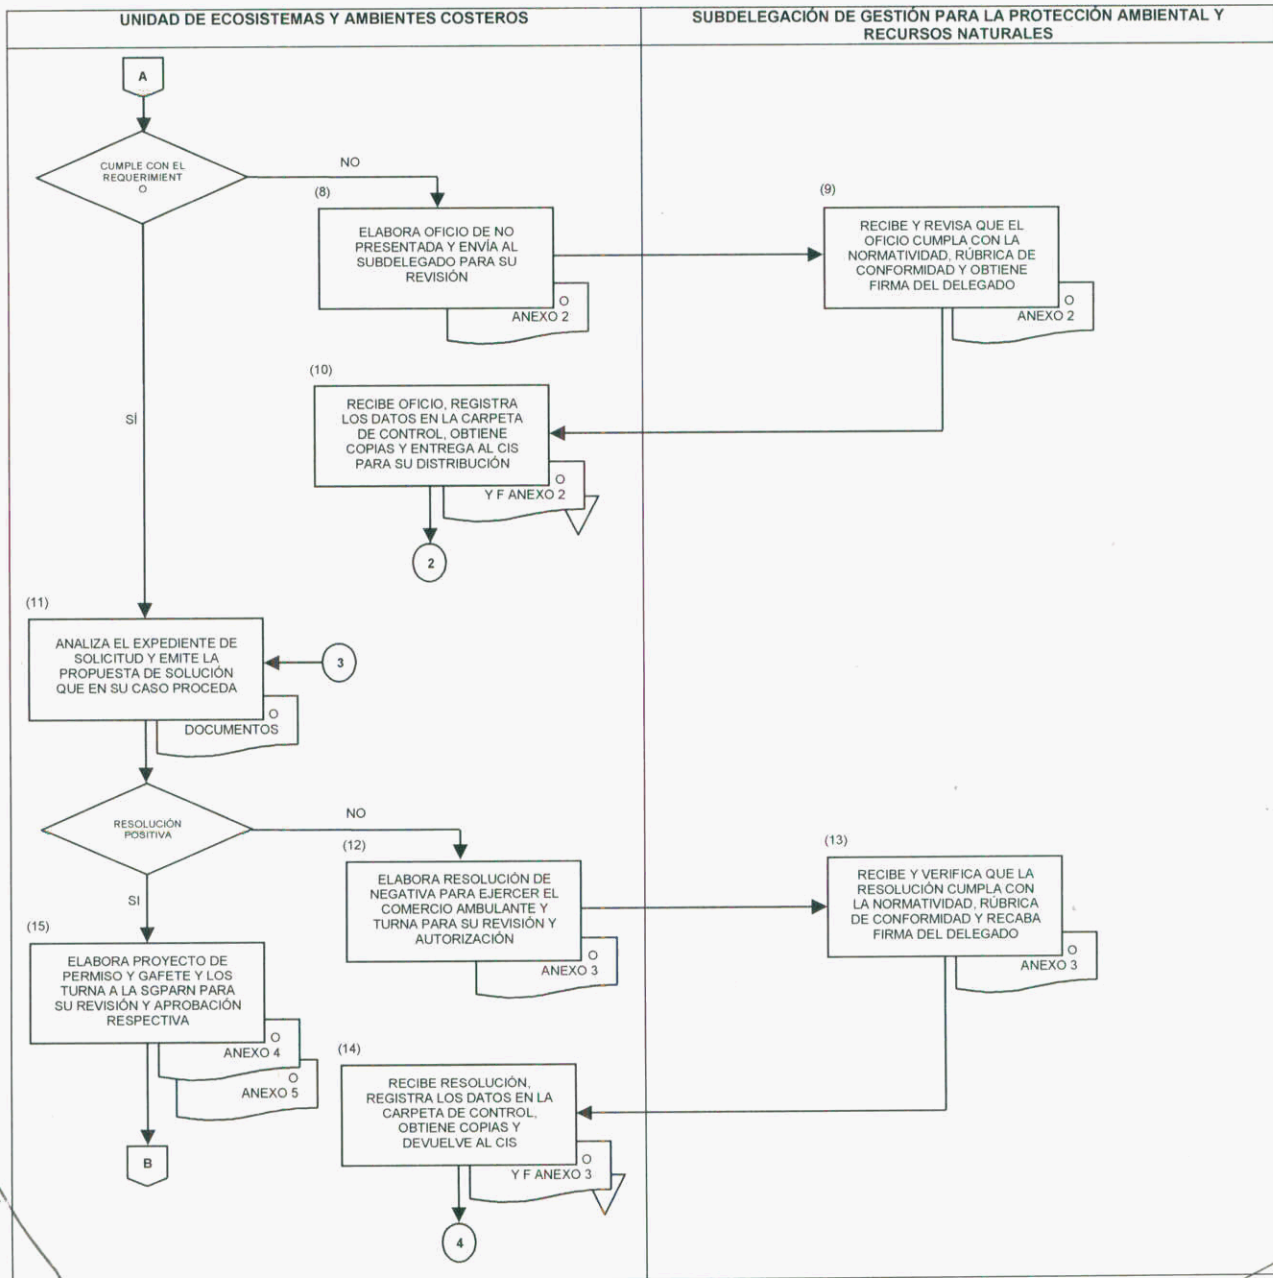 UNIDAD DE ECOSISTEMAS Y AMBIENTES COSTEROS
SUBDELEGACIÓN DE GESTIÓN PARA LA PROTECCIÓN AMBIENTAL Y
RECURSOS NATURALES
A
CUMPLE CON EL
REQUERIMIENT
O
NO
(8)
ELABORA OFICIO DE NO
PRESENTADA Y ENVÍA AL
SUBDELEGADO PARA SU
REVISIÓN
O
ANEXO 2
(9)
RECIBE Y REVISA QUE EL
OFICIO CUMPLA CON LA
NORMATIVIDAD, RÚBRICA DE
CONFORMIDAD Y OBTIENE
FIRMA DEL DELEGADO
O
ANEXO 2
(10)
RECIBE OFICIO, REGISTRA
LOS DATOS EN LA CARPETA
DE CONTROL, OBTIENE
COPIAS Y ENTREGA AL CIS
PARA SU DISTRIBUCIÓN
O
Y F ANEXO 2
2
SÍ
(11)
ANALIZA EL EXPEDIENTE DE
SOLICITUD Y EMITE LA
PROPUESTA DE SOLUCIÓN
QUE EN SU CASO PROCEDA
O
DOCUMENTOS
3
RESOLUCIÓN
POSITIVA
NO
(12)
ELABORA RESOLUCIÓN DE
NEGATIVA PARA EJERCER EL
COMERCIO AMBULANTE Y
TURNA PARA SU REVISIÓN Y
AUTORIZACIÓN
O
ANEXO 3
(13)
RECIBE Y VERIFICA QUE LA
RESOLUCIÓN CUMPLA CON
LA NORMATIVIDAD, RÚBRICA
DE CONFORMIDAD Y RECABA
FIRMA DEL DELEGADO
O
ANEXO 3
SI
(15)
ELABORA PROYECTO DE
PERMISO Y GAFETE Y LOS
TURNA A LA SGPARN PARA
SU REVISIÓN Y APROBACIÓN
RESPECTIVA
O
ANEXO 4
O
ANEXO 5
B
(14)
RECIBE RESOLUCIÓN,
REGISTRA LOS DATOS EN LA
CARPETA DE CONTROL,
OBTIENE COPIAS Y
DEVUELVE AL CIS
O
Y F ANEXO 3
4